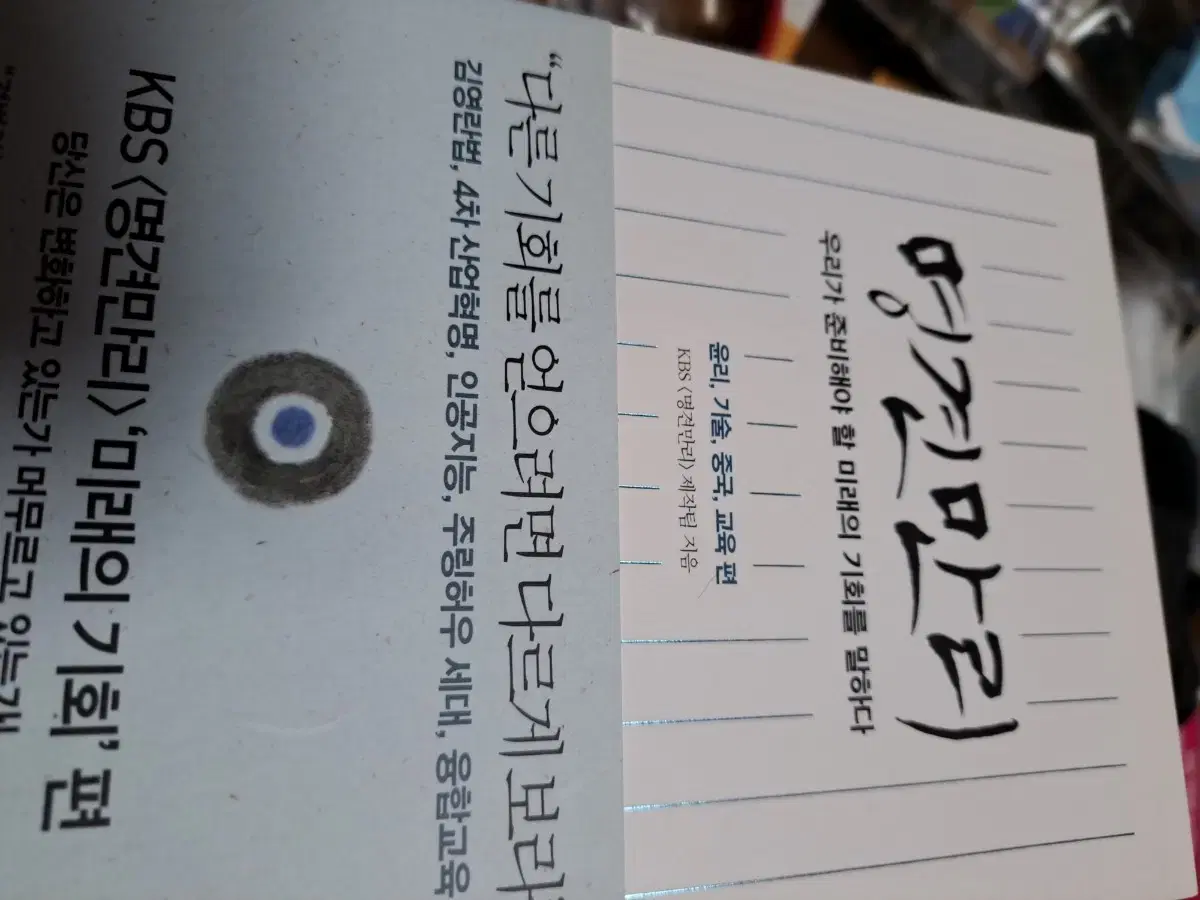 명견만리
우리가 준비해야 할 미래의 기회를 말하다
윤리, 기술, 중국, 교육 편
KBS 〈명견만리〉 제작팀 지음
“다른 기회를 얻으려면 다르게 보라
김영란법, 4차 산업혁명, 인공지능, 주링허우 세대, 융합교육
KBS 〈명견만리〉 ‘미래의 기회’ 편
당신은 변화하고 있는가 머무르고 있는가